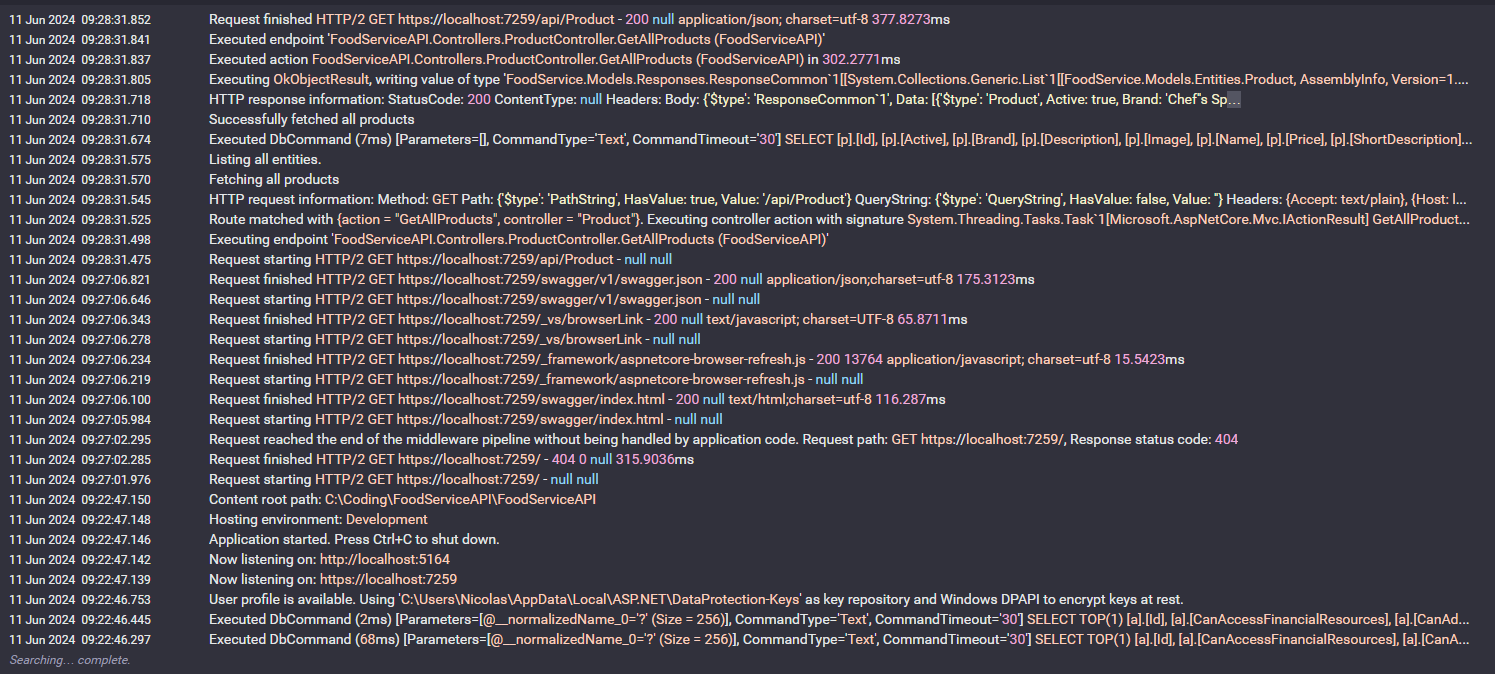 11 Jun 2024 09:28:31.852 Request finished HTTP/2 GET https://localhost:7259/api/Product - 200 null application/json; charset=utf-8 377.8273ms
11 Jun 2024 09:28:31.841 Executed endpoint 'FoodServiceAPI.Controllers.ProductController.GetAllProducts (FoodServiceAPI)'
11 Jun 2024 09:28:31.837 Executed action FoodServiceAPI.Controllers.ProductController.GetAllProducts (FoodServiceAPI) in 302.2771ms
11 Jun 2024 09:28:31.805 Executing OkObjectResult, writing value of type 'FoodService.Models.Responses.ResponseCommon`1[[System.Collections.Generic.List`1[[FoodService.Models.Entities.Product, AssemblyInfo, Version=1....
11 Jun 2024 09:28:31.718 HTTP response information: StatusCode: 200 ContentType: null Headers: Body: {'$type': 'ResponseCommon`1', Data: [{'$type': 'Product', Active: true, Brand: 'Chef''s Sp...
11 Jun 2024 09:28:31.710 Successfully fetched all products
11 Jun 2024 09:28:31.674 Executed DbCommand (7ms) [Parameters=[], CommandType='Text', CommandTimeout='30'] SELECT [p].[Id], [p].[Active], [p].[Brand], [p].[Description], [p].[Image], [p].[Name], [p].[Price], [p].[ShortDescription]...
11 Jun 2024 09:28:31.575 Listing all entities.
11 Jun 2024 09:28:31.570 Fetching all products
11 Jun 2024 09:28:31.545 HTTP request information: Method: GET Path: {'$type': 'PathString', HasValue: true, Value: '/api/Product'} QueryString: {'$type': 'QueryString', HasValue: false, Value: ''} Headers: {Accept: text/plain}, {Host: l...
11 Jun 2024 09:28:31.525 Route matched with {action = "GetAllProducts", controller = "Product"}. Executing controller action with signature System.Threading.Tasks.Task`1[Microsoft.AspNetCore.Mvc.IActionResult] GetAllProduct...
11 Jun 2024 09:28:31.498 Executing endpoint 'FoodServiceAPI.Controllers.ProductController.GetAllProducts (FoodServiceAPI)'
11 Jun 2024 09:28:31.475 Request starting HTTP/2 GET https://localhost:7259/api/Product - null null
11 Jun 2024 09:27:06.821 Request finished HTTP/2 GET https://localhost:7259/swagger/v1/swagger.json - 200 null application/json;charset=utf-8 175.3123ms
11 Jun 2024 09:27:06.646 Request starting HTTP/2 GET https://localhost:7259/swagger/v1/swagger.json - null null
11 Jun 2024 09:27:06.343 Request finished HTTP/2 GET https://localhost:7259/_vs/browserLink - 200 null text/javascript; charset=UTF-8 65.8711ms
11 Jun 2024 09:27:06.278 Request starting HTTP/2 GET https://localhost:7259/_vs/browserLink - null null
11 Jun 2024 09:27:06.234 Request finished HTTP/2 GET https://localhost:7259/_framework/aspnetcore-browser-refresh.js - 200 13764 application/javascript; charset=utf-8 15.5423ms
11 Jun 2024 09:27:06.219 Request starting HTTP/2 GET https://localhost:7259/_framework/aspnetcore-browser-refresh.js - null null
11 Jun 2024 09:27:06.100 Request finished HTTP/2 GET https://localhost:7259/swagger/index.html - 200 null text/html;charset=utf-8 116.287ms
11 Jun 2024 09:27:05.984 Request starting HTTP/2 GET https://localhost:7259/swagger/index.html - null null
11 Jun 2024 09:27:02.295 Request reached the end of the middleware pipeline without being handled by application code. Request path: GET https://localhost:7259/, Response status code: 404
11 Jun 2024 09:27:02.285 Request finished HTTP/2 GET https://localhost:7259/ - 404 0 null 315.9036ms
11 Jun 2024 09:27:01.976 Request starting HTTP/2 GET https://localhost:7259/ - null null
11 Jun 2024 09:22:47.150 Content root path: C:\Coding\FoodServiceAPI\FoodServiceAPI
11 Jun 2024 09:22:47.148 Hosting environment: Development
11 Jun 2024 09:22:47.146 Application started. Press Ctrl+C to shut down.
11 Jun 2024 09:22:47.142 Now listening on: http://localhost:5164
11 Jun 2024 09:22:47.139 Now listening on: https://localhost:7259
11 Jun 2024 09:22:46.753 User profile is available. Using 'C:\Users\Nicolas\AppData\Local\ASP.NET\DataProtection-Keys' as key repository and Windows DPAPI to encrypt keys at rest.
11 Jun 2024 09:22:46.445 Executed DbCommand (2ms) [Parameters=[@__normalizedName_0='?' (Size = 256)], CommandType='Text', CommandTimeout='30'] SELECT TOP(1) [a].[Id], [a].[CanAccessFinancialResources], [a].[CanAd...
11 Jun 2024 09:22:46.297 Executed DbCommand (68ms) [Parameters=[@__normalizedName_0='?' (Size = 256)], CommandType='Text', CommandTimeout='30'] SELECT TOP(1) [a].[Id], [a].[CanAccessFinancialResources], [a].[CanA...
Searching... complete.